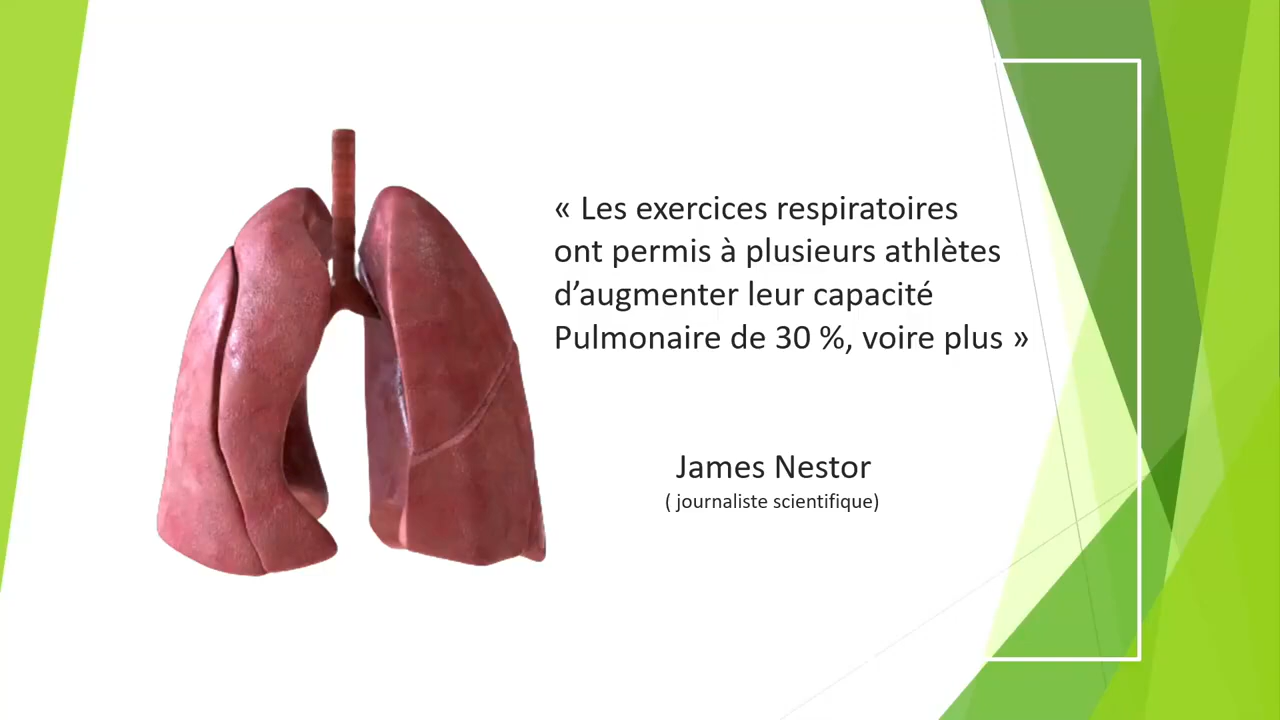 « Les exercices respiratoires
ont permis à plusieurs athlètes
d’augmenter leur capacité
Pulmonaire de 30 %, voire plus »
James Nestor
( journaliste scientifique)